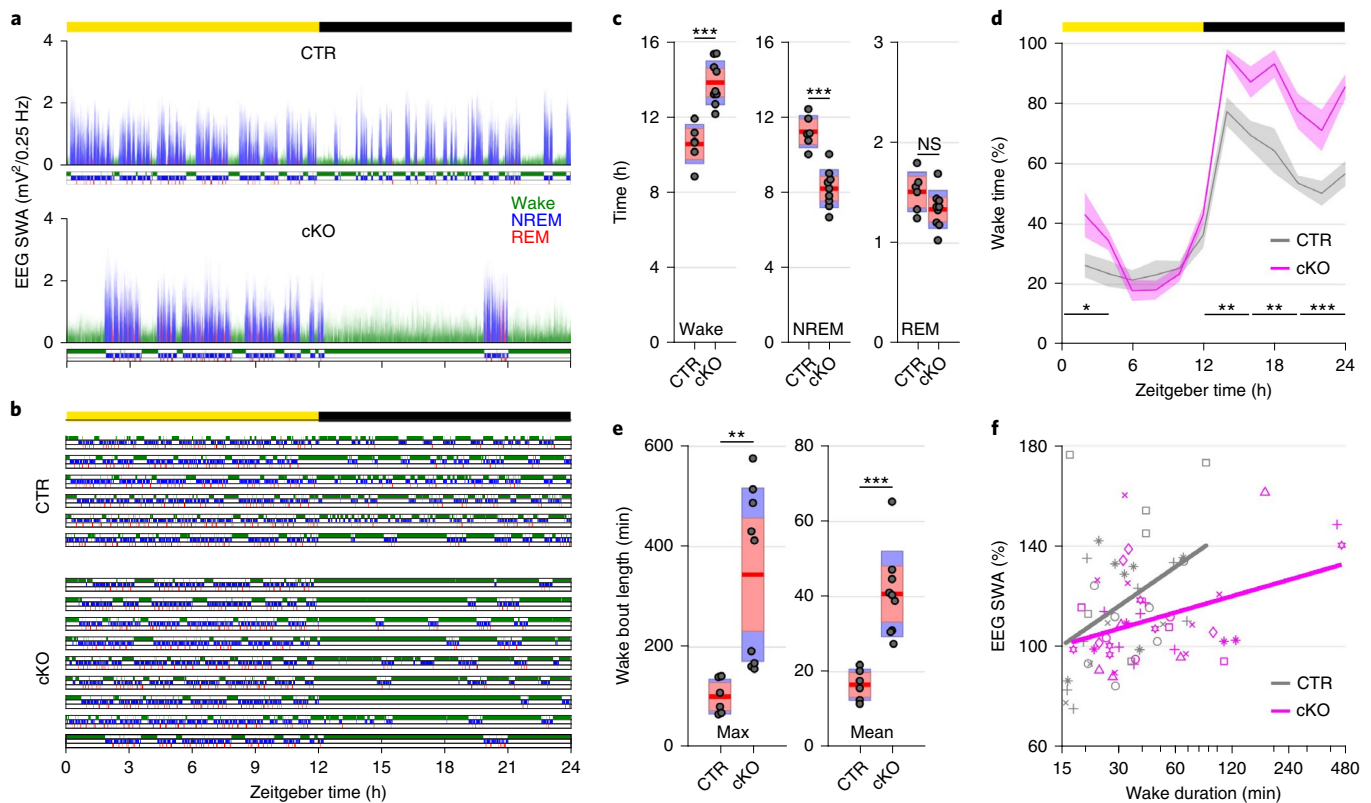 a
CTR
4
2
0
cKO
4
2
0
EEG SWA (mV²/0.25 Hz)
Wake
NREM
REM
b
CTR
cKO
0 3 6 9 12 15 18 21 24
Zeitgeber time (h)
c
Time (h)
16
12
8
4
0
***
Wake
CTR
cKO
16
12
8
4
0
***
NREM
CTR
cKO
3
2
1
0
NS
REM
CTR
cKO
d
Wake time (%)
100
80
60
40
20
0
CTR
cKO
* ** ** ***
0 6 12 18 24
Zeitgeber time (h)
e
Wake bout length (min)
600
400
200
0
**
Max
CTR
cKO
80
60
40
20
0
***
Mean
CTR
cKO
f
EEG SWA (%)
180
140
100
60
CTR
cKO
15 30 60 120 240 480
Wake duration (min)